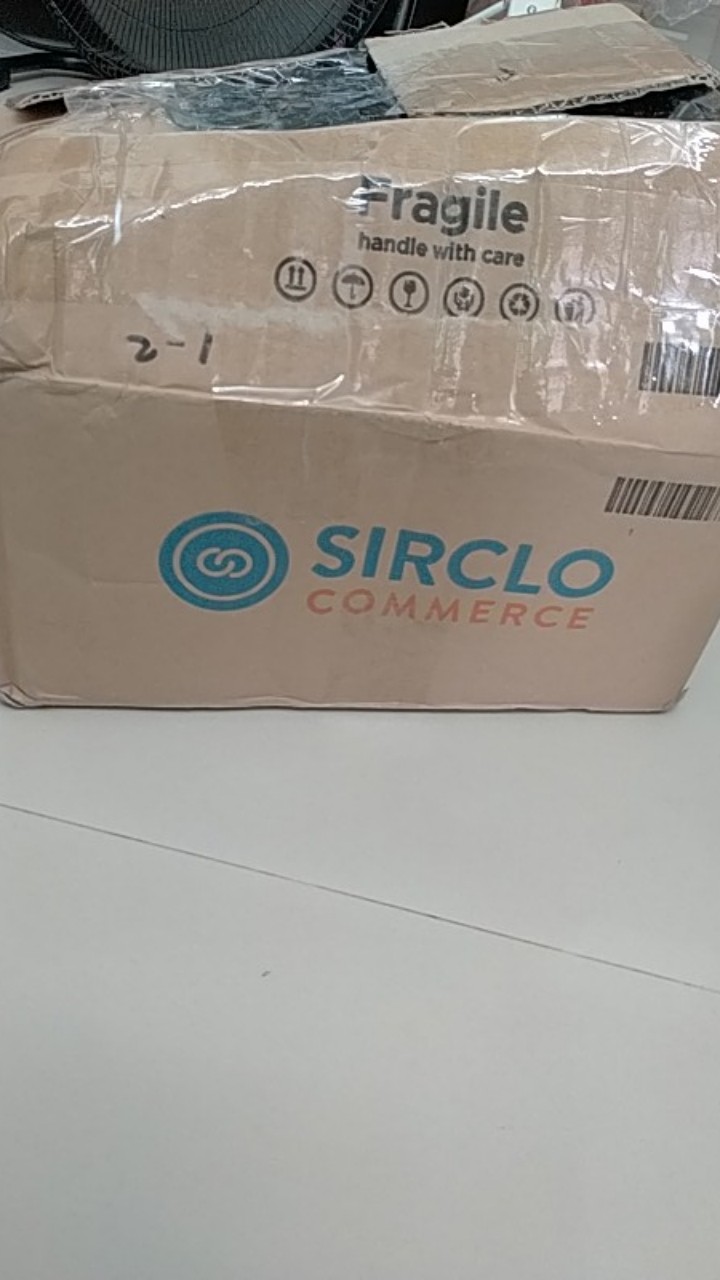 Fragile
handle with care
2-1
SIRCLO
COMMERCE